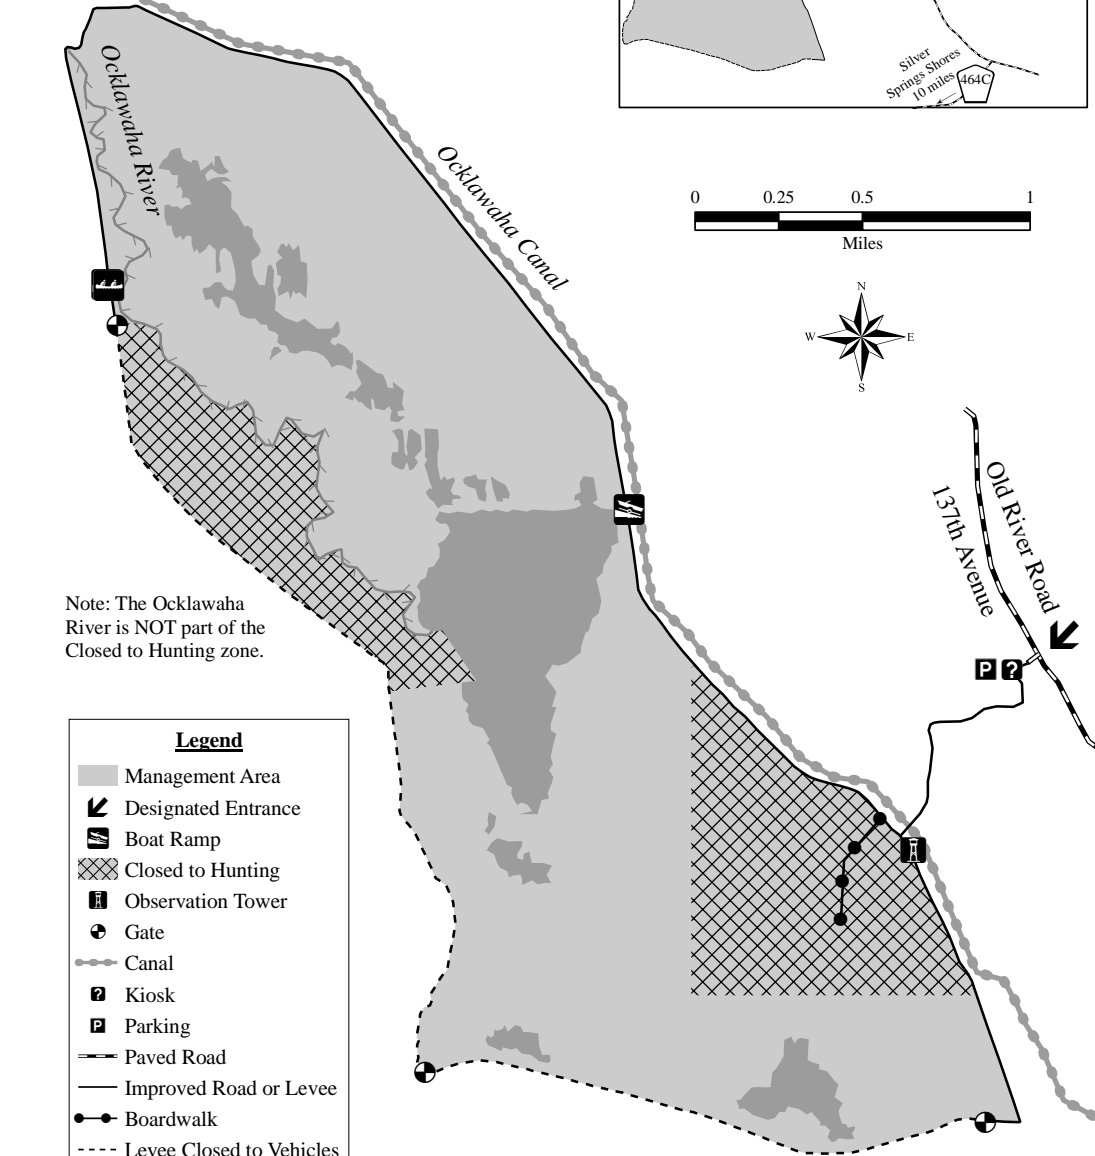 Silver
Springs Shores
10 miles
464C
Ocklawaha River
Ocklawaha Canal
0 0.25 0.5 1
Miles
N
W E
S
Old River Road
137th Avenue
P ?
Note: The Ocklawaha
River is NOT part of the
Closed to Hunting zone.
Legend
Management Area
Designated Entrance
Boat Ramp
Closed to Hunting
Observation Tower
Gate
Canal
? Kiosk
P Parking
Paved Road
Improved Road or Levee
Boardwalk
Levee Closed to Vehicles